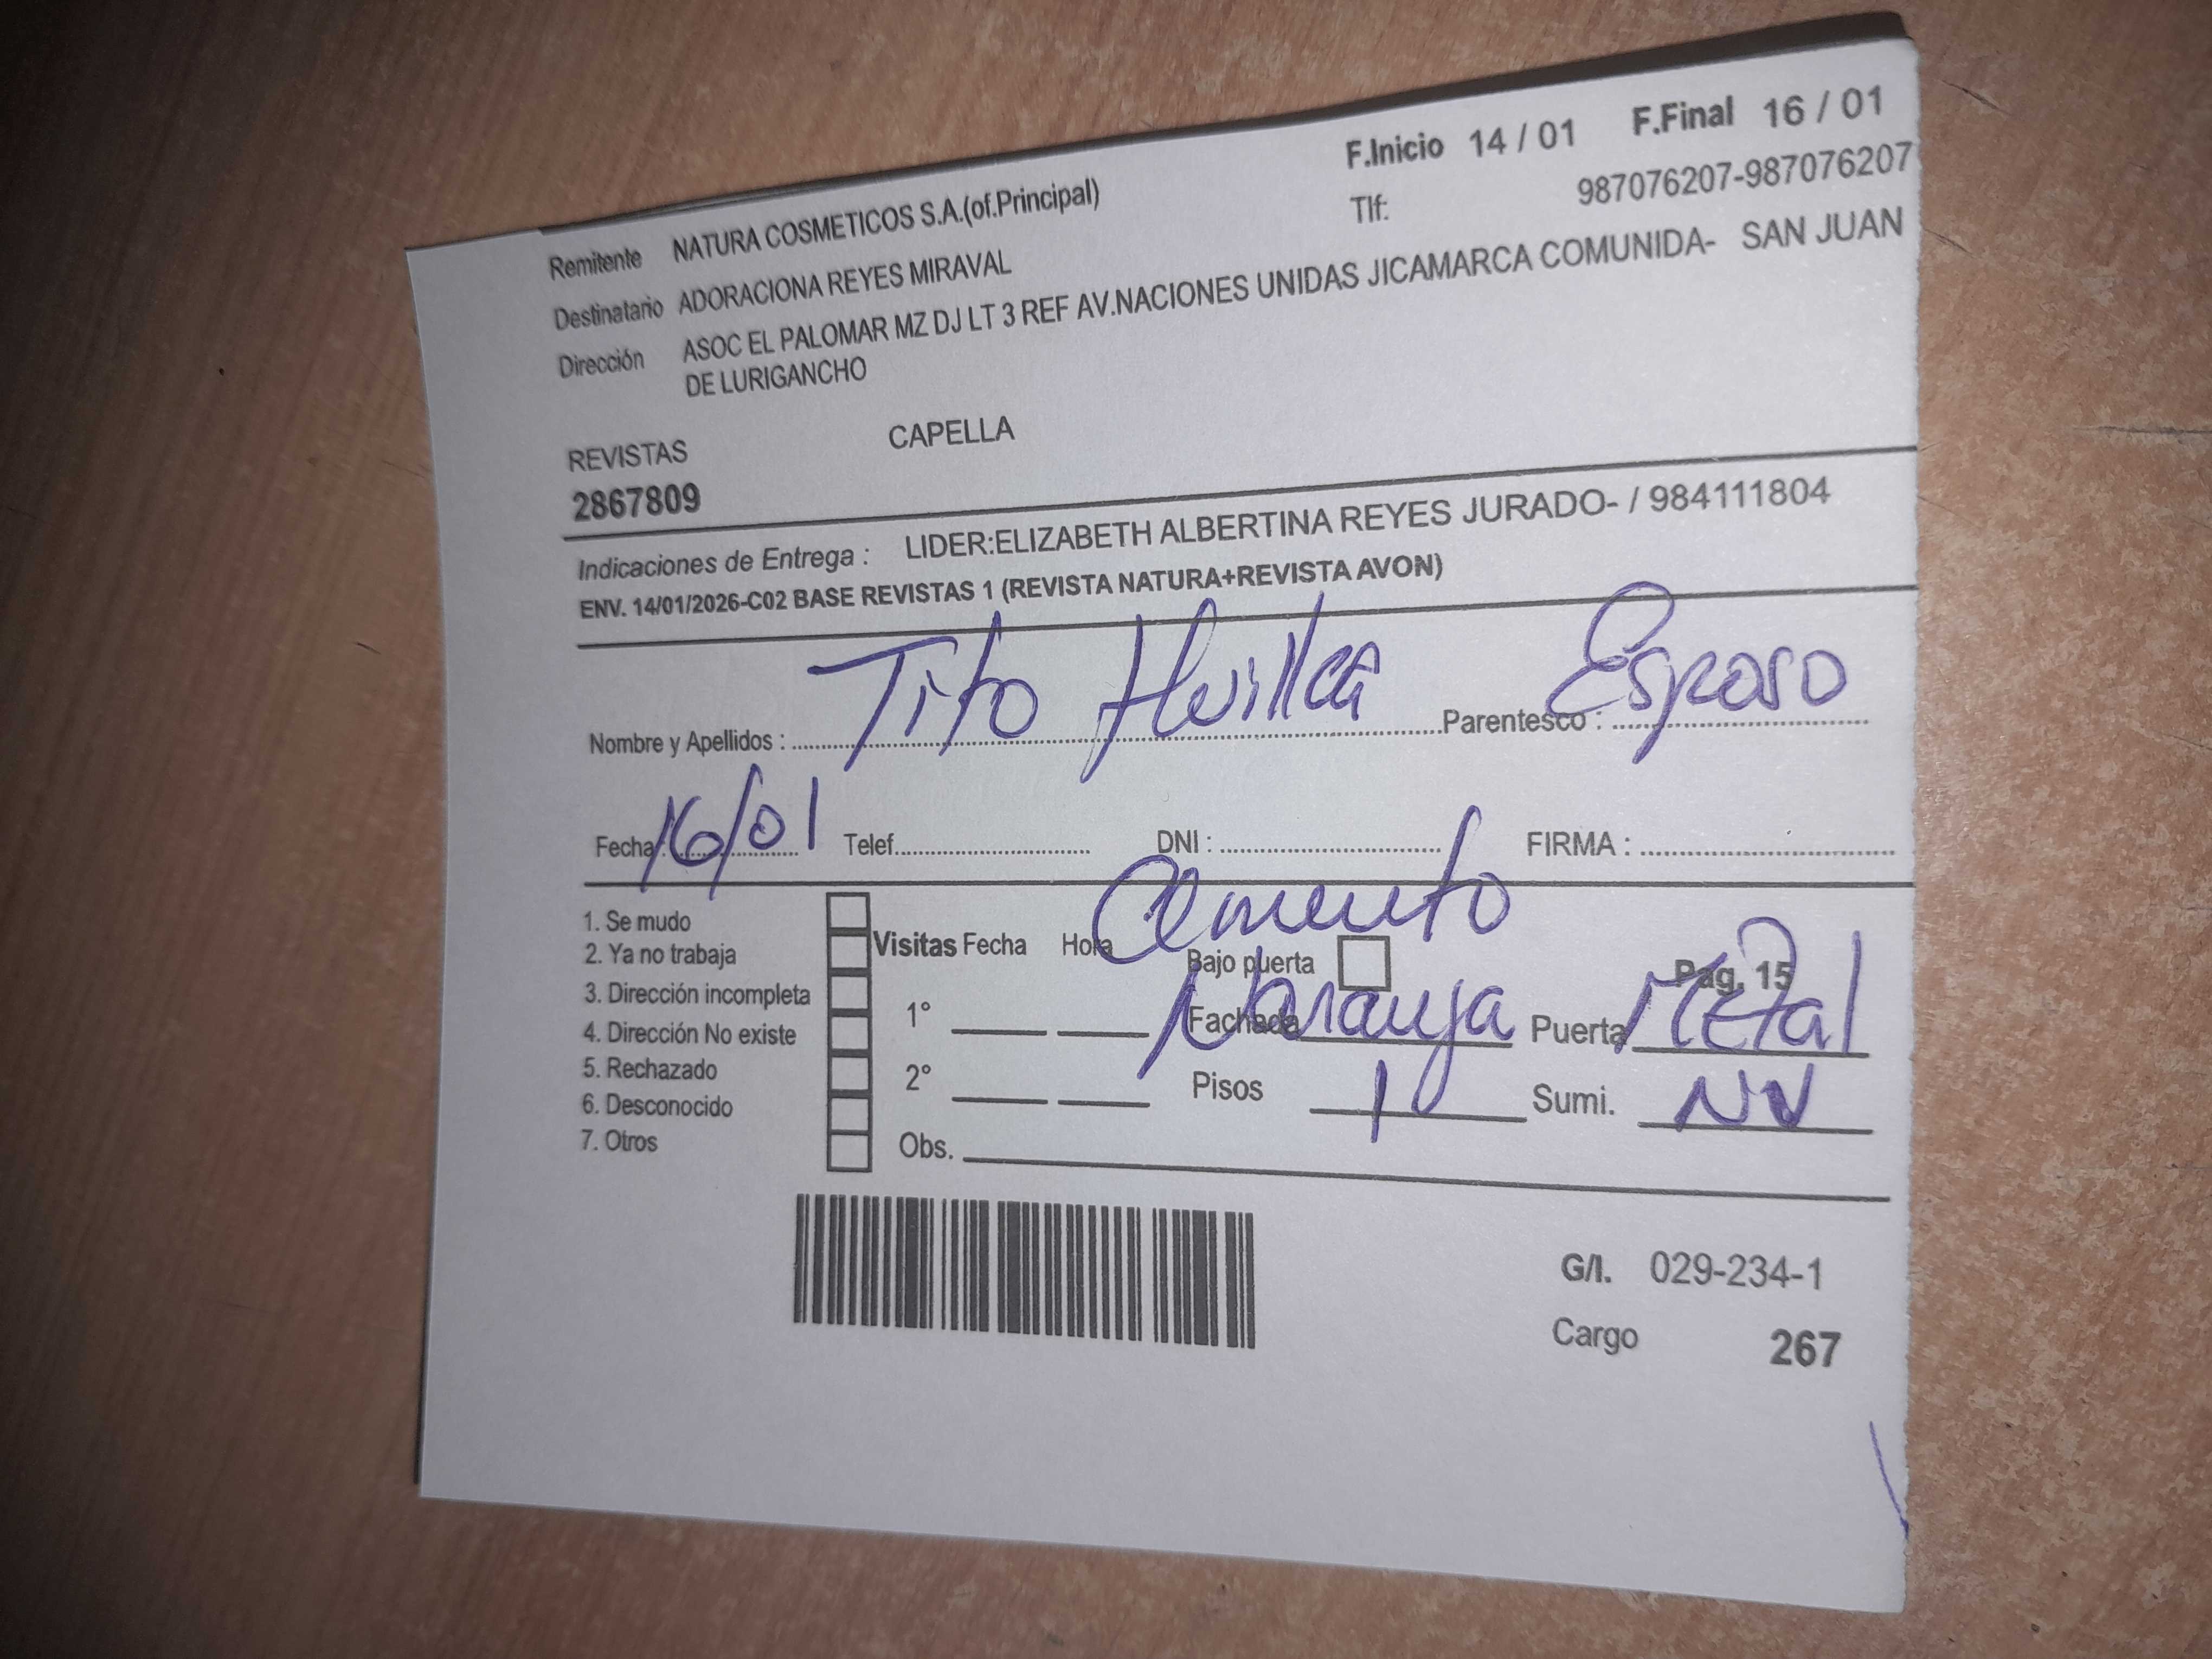 F.Inicio 14 / 01 F.Final 16 / 01
Remitente NATURA COSMETICOS S.A.(of.Principal) Tlf: 987076207-987076207
Destinatario ADORACIONA REYES MIRAVAL
Dirección ASOC EL PALOMAR MZ DJ LT 3 REF AV.NACIONES UNIDAS JICAMARCA COMUNIDA- SAN JUAN
DE LURIGANCHO
REVISTAS CAPELLA
2867809
Indicaciones de Entrega : LIDER:ELIZABETH ALBERTINA REYES JURADO- / 984111804
ENV. 14/01/2026-C02 BASE REVISTAS 1 (REVISTA NATURA+REVISTA AVON)
Nombre y Apellidos : Tito Huillca Parentesco : Esposo
Fecha: 16/01 Telef. DNI : FIRMA :
1. Se mudo
2. Ya no trabaja
3. Dirección incompleta
4. Dirección No existe
5. Rechazado
6. Desconocido
7. Otros
Visitas Fecha Hora
1°
2°
Obs.
Cemento
Bajo puerta Pag. 15
Fachada Naranja Puerta Metal
Pisos 1 Sumi. NV
G/I. 029-234-1
Cargo 267